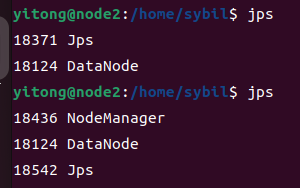 yitong@node2:/home/sybil$ jps
18371 Jps
18124 DataNode
yitong@node2:/home/sybil$ jps
18436 NodeManager
18124 DataNode
18542 Jps